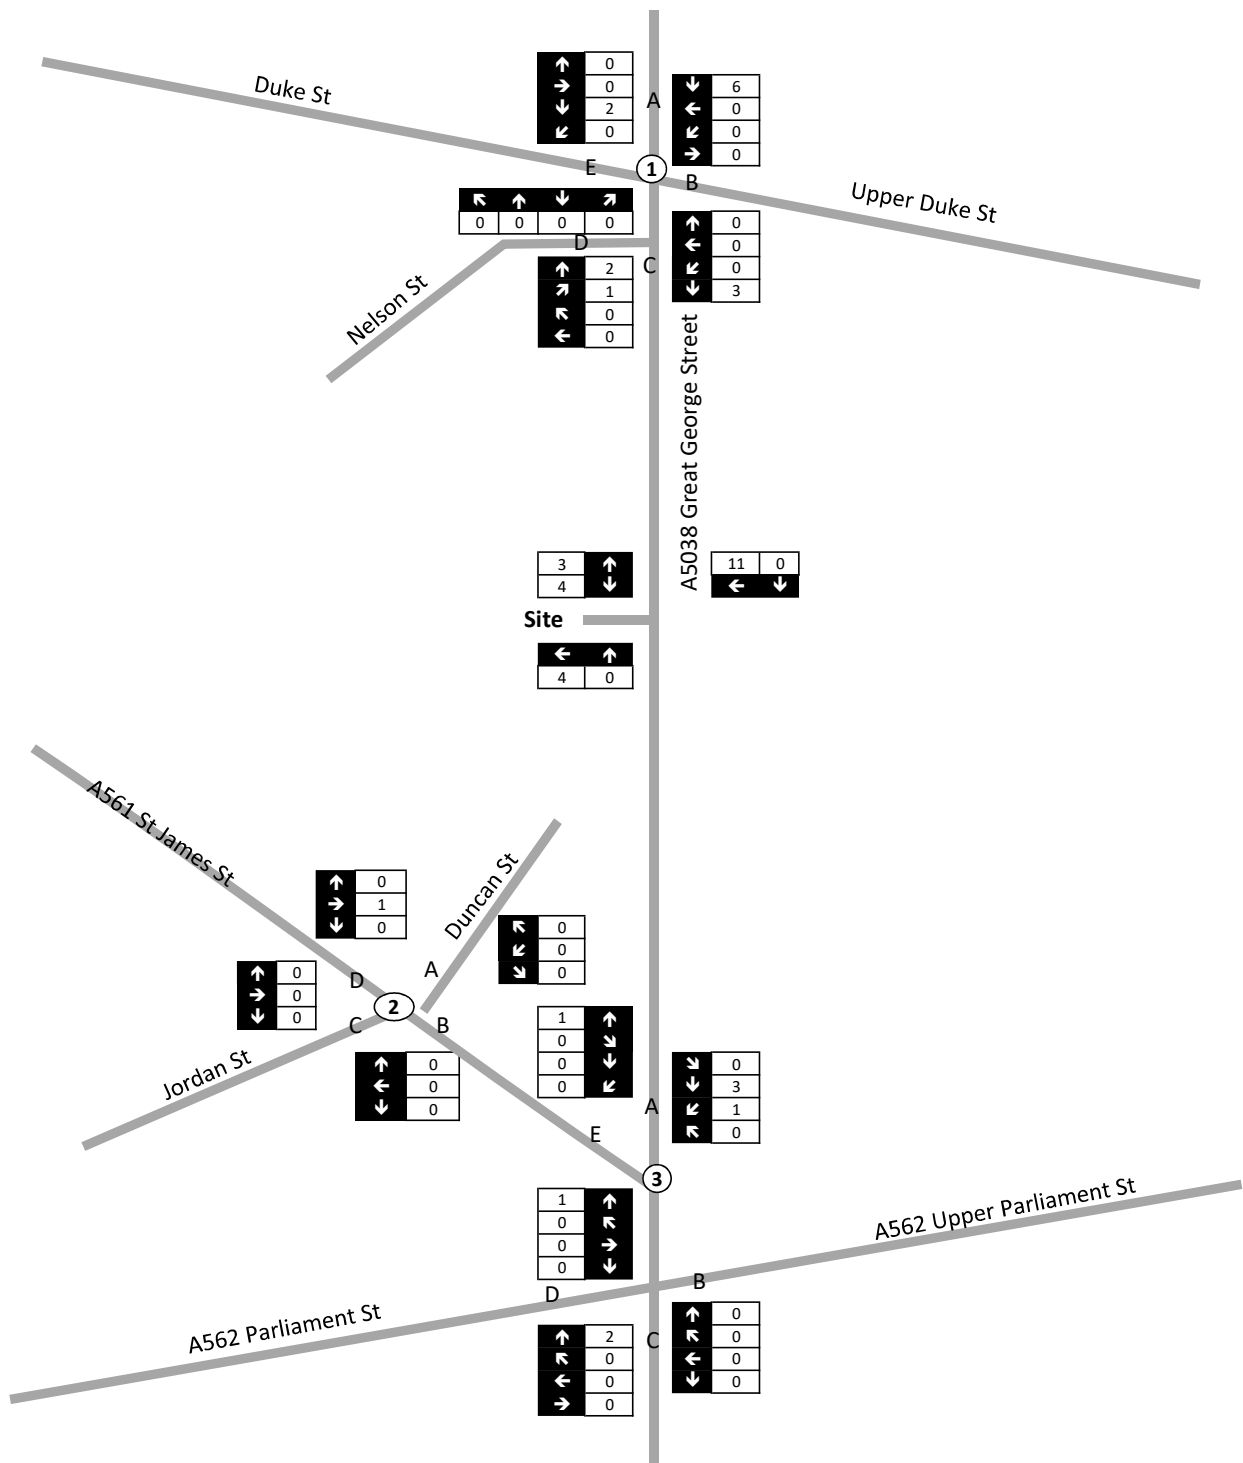 Duke St
↑ 0
→ 0
↓ 2
↙ 0
A
↓ 6
← 0
↙ 0
→ 0
E
1
B
Upper Duke St
↖ ↑ ↓ ↗
0 0 0 0
D
Nelson St
↑ 2
↗ 1
↖ 0
← 0
C
↑ 0
← 0
↙ 0
↓ 3
A5038 Great George Street
3 ↑
4 ↓
11 0
← ↓
Site
← ↑
4 0
A561 St James St
Duncan St
↑ 0
→ 1
↓ 0
↖ 0
↙ 0
↘ 0
↑ 0
→ 0
↓ 0
D
A
2
C
B
Jordan St
↑ 0
← 0
↓ 0
1 ↑
0 ↘
0 ↓
0 ↙
A
↘ 0
↓ 3
↙ 1
↖ 0
E
3
1 ↑
0 ↖
0 →
0 ↓
A562 Upper Parliament St
B
D
A562 Parliament St
↑ 2
↖ 0
← 0
→ 0
C
↑ 0
↖ 0
← 0
↓ 0